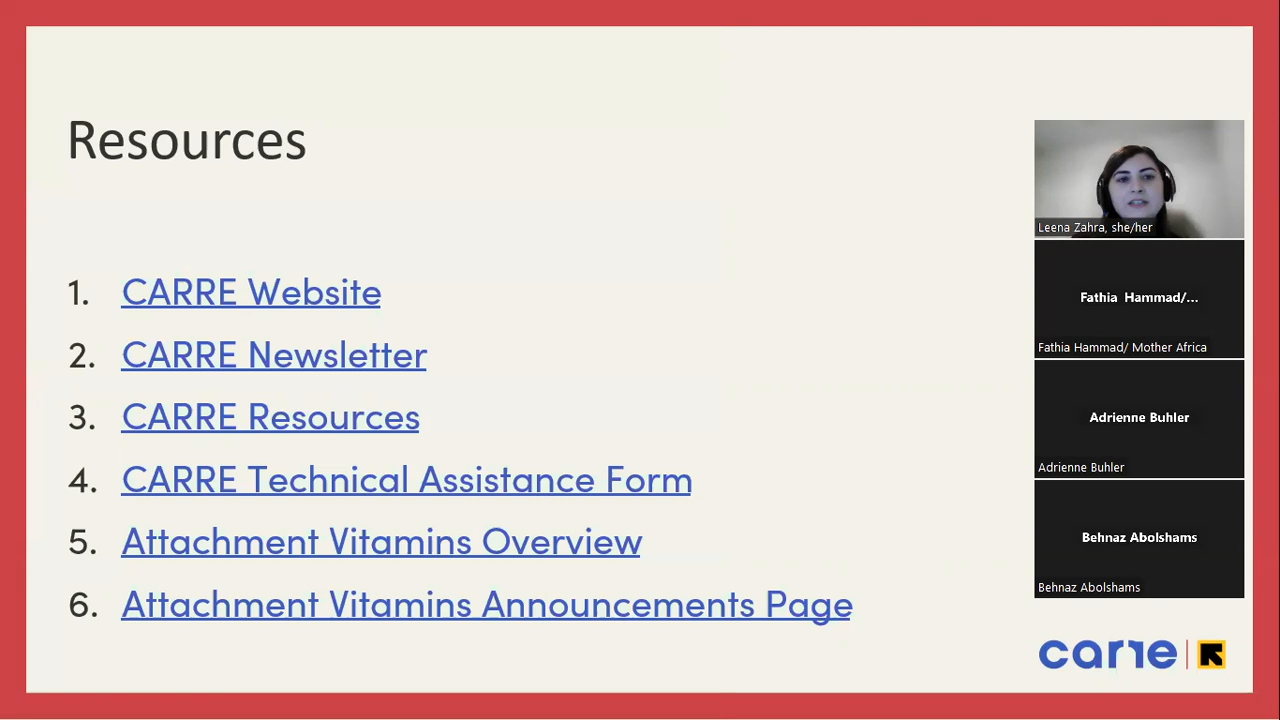 Resources
1. CARRE Website
2. CARRE Newsletter
3. CARRE Resources
4. CARRE Technical Assistance Form
5. Attachment Vitamins Overview
6. Attachment Vitamins Announcements Page
Leena Zahra, she/her
Fathia Hammad/...
Fathia Hammad/ Mother Africa
Adrienne Buhler
Adrienne Buhler
Behnaz Abolshams
Behnaz Abolshams
carre